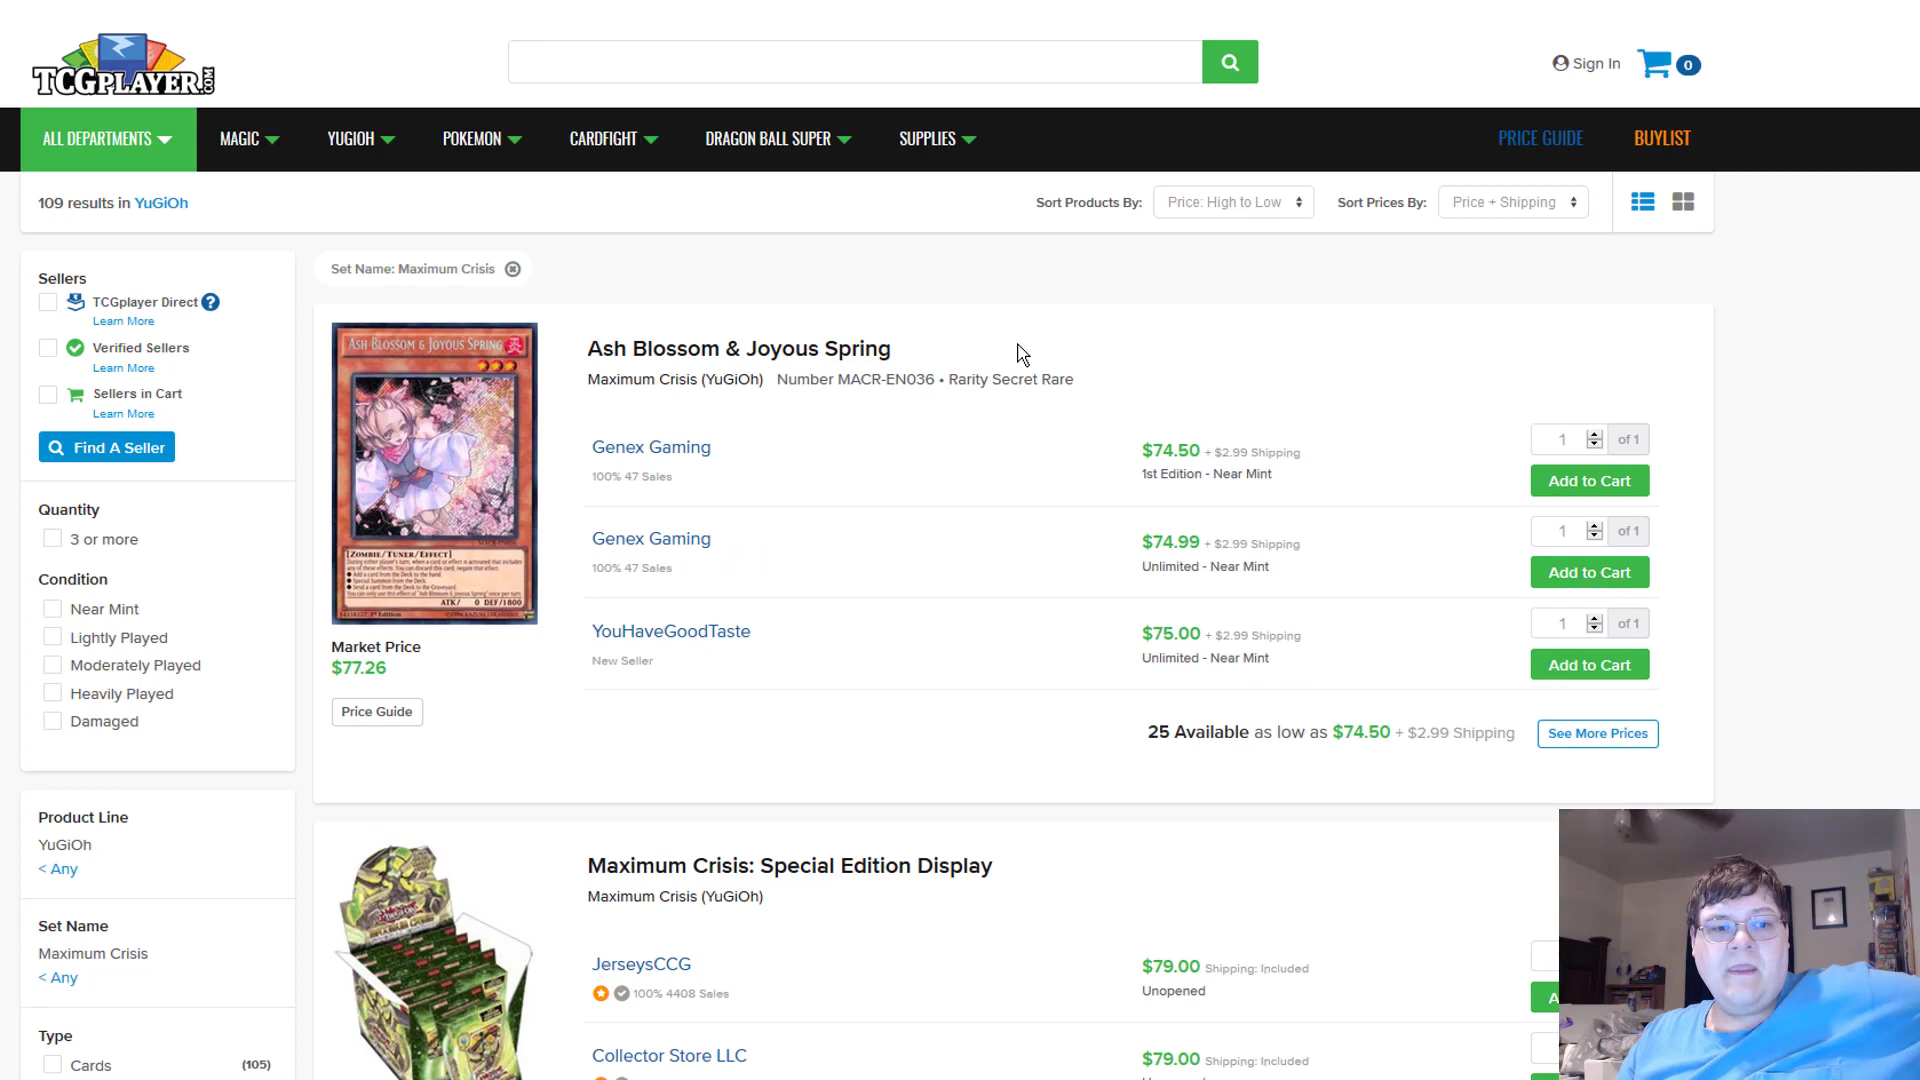 TCGPLAYER.COM
Sign In
0
ALL DEPARTMENTS
MAGIC
YUGIOH
POKEMON
CARDFIGHT
DRAGON BALL SUPER
SUPPLIES
PRICE GUIDE
BUYLIST
109 results in YuGiOh
Sort Products By:
Price: High to Low
Sort Prices By:
Price + Shipping
Sellers
TCGplayer Direct ?
Learn More
Verified Sellers
Learn More
Sellers in Cart
Learn More
Find A Seller
Quantity
3 or more
Condition
Near Mint
Lightly Played
Moderately Played
Heavily Played
Damaged
Product Line
YuGiOh
< Any
Set Name
Maximum Crisis
< Any
Type
Cards (105)
Set Name: Maximum Crisis
ASH BLOSSOM & JOYOUS SPRING
[ZOMBIE/TUNER/EFFECT]
ATK/ 0 DEF/1800
Market Price
$77.26
Price Guide
Ash Blossom & Joyous Spring
Maximum Crisis (YuGiOh) Number MACR-EN036 • Rarity Secret Rare
Genex Gaming
100% 47 Sales
$74.50 + $2.99 Shipping
1st Edition - Near Mint
1 of 1
Add to Cart
Genex Gaming
100% 47 Sales
$74.99 + $2.99 Shipping
Unlimited - Near Mint
1 of 1
Add to Cart
YouHaveGoodTaste
New Seller
$75.00 + $2.99 Shipping
Unlimited - Near Mint
1 of 1
Add to Cart
25 Available as low as $74.50 + $2.99 Shipping
See More Prices
Maximum Crisis: Special Edition Display
Maximum Crisis (YuGiOh)
JerseysCCG
100% 4408 Sales
$79.00 Shipping: Included
Unopened
A
Collector Store LLC
$79.00 Shipping: Included